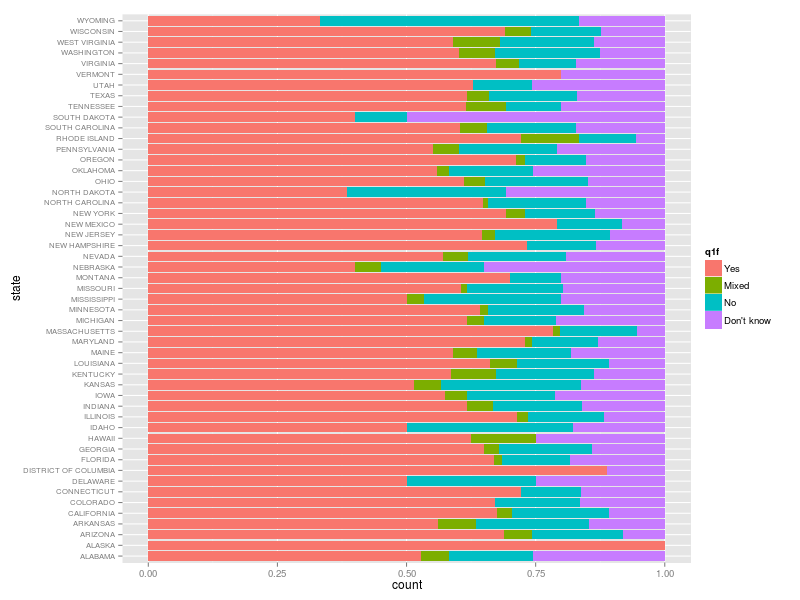 WYOMING
WISCONSIN
WEST VIRGINIA
WASHINGTON
VIRGINIA
VERMONT
UTAH
TEXAS
TENNESSEE
SOUTH DAKOTA
SOUTH CAROLINA
RHODE ISLAND
PENNSYLVANIA
OREGON
OKLAHOMA
OHIO
NORTH DAKOTA
NORTH CAROLINA
NEW YORK
NEW MEXICO
NEW JERSEY
NEW HAMPSHIRE
NEVADA
NEBRASKA
MONTANA
MISSOURI
MISSISSIPPI
MINNESOTA
MICHIGAN
MASSACHUSETTS
MARYLAND
MAINE
LOUISIANA
KENTUCKY
KANSAS
IOWA
INDIANA
ILLINOIS
IDAHO
HAWAII
GEORGIA
FLORIDA
DISTRICT OF COLUMBIA
DELAWARE
CONNECTICUT
COLORADO
CALIFORNIA
ARKANSAS
ARIZONA
ALASKA
ALABAMA
state
0.00 0.25 0.50 0.75 1.00
count
q1f
Yes
Mixed
No
Don't know